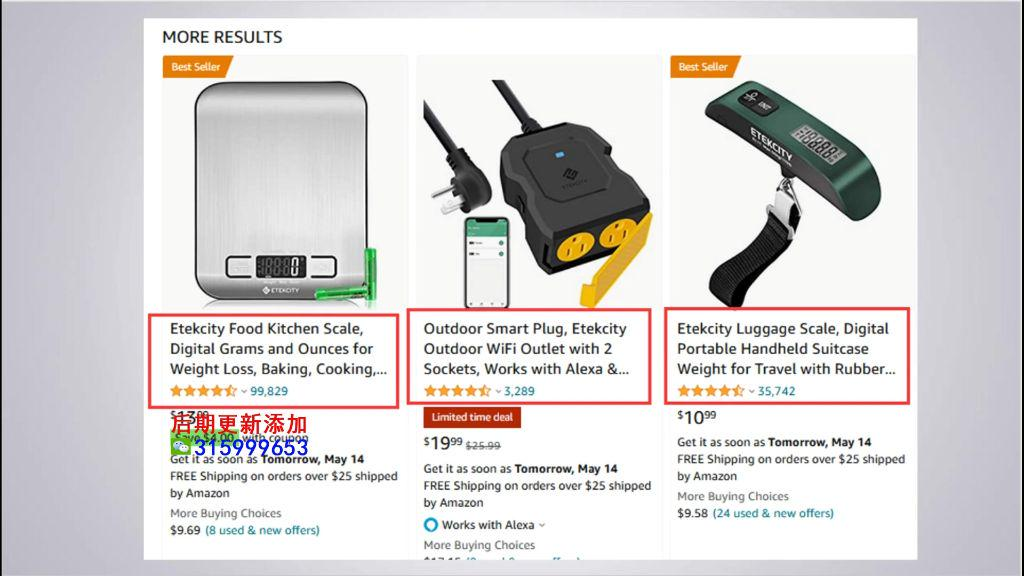 MORE RESULTS
Best Seller
ETEKCITY
Etekcity Food Kitchen Scale,
Digital Grams and Ounces for
Weight Loss, Baking, Cooking,...
99,829
$13.99
Save $4.00 with coupon
后期更新添加
315999653
Get it as soon as Tomorrow, May 14
FREE Shipping on orders over $25 shipped
by Amazon
More Buying Choices
$9.69 (8 used & new offers)
ETEKCITY
Outdoor Smart Plug, Etekcity
Outdoor WiFi Outlet with 2
Sockets, Works with Alexa &...
3,289
Limited time deal
$19.99 $25.99
Get it as soon as Tomorrow, May 14
FREE Shipping on orders over $25 shipped
by Amazon
Works with Alexa
More Buying Choices
Best Seller
ETEKCITY
Etekcity Luggage Scale, Digital
Portable Handheld Suitcase
Weight for Travel with Rubber...
35,742
$10.99
Get it as soon as Tomorrow, May 14
FREE Shipping on orders over $25 shipped
by Amazon
More Buying Choices
$9.58 (24 used & new offers)